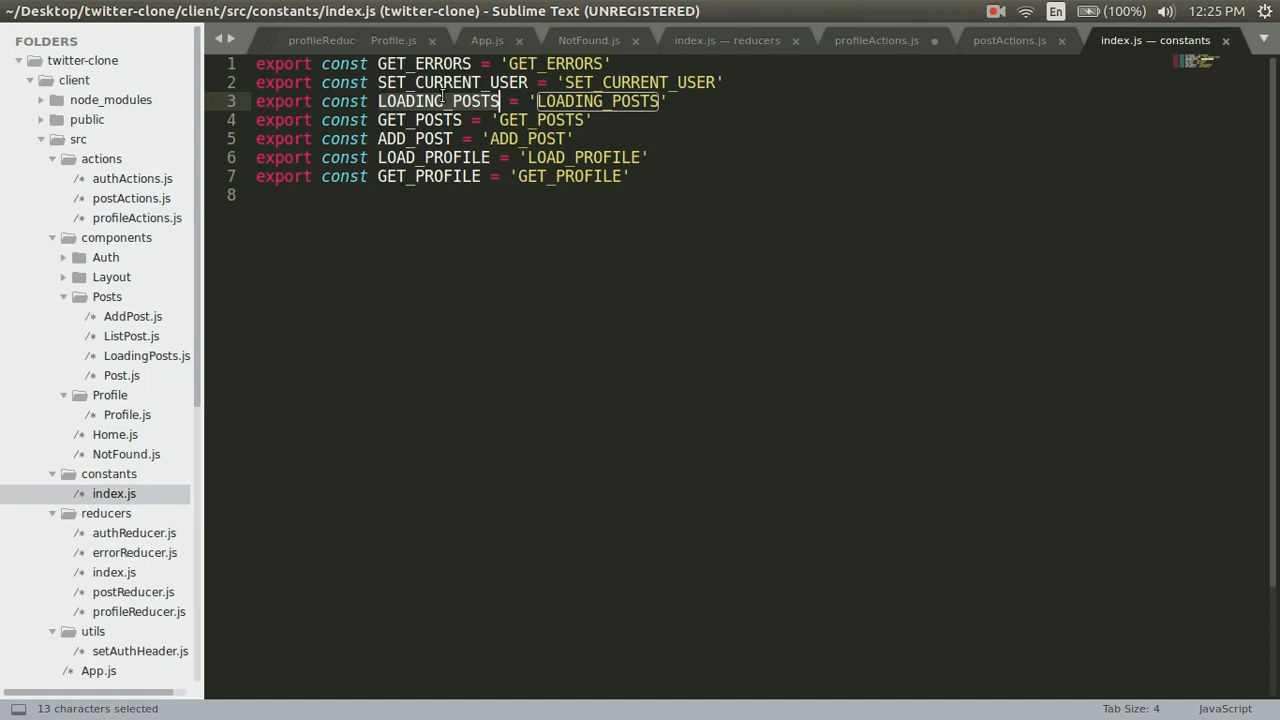 ~/Desktop/twitter-clone/client/src/constants/index.js (twitter-clone) - Sublime Text (UNREGISTERED)
En
(100%)
12:25 PM
FOLDERS
twitter-clone
client
node_modules
public
src
actions
authActions.js
postActions.js
profileActions.js
components
Auth
Layout
Posts
AddPost.js
ListPost.js
LoadingPosts.js
Post.js
Profile
Profile.js
Home.js
NotFound.js
constants
index.js
reducers
authReducer.js
errorReducer.js
index.js
postReducer.js
profileReducer.js
utils
setAuthHeader.js
App.js
profileReduc
Profile.js
App.js
NotFound.js
index.js — reducers
profileActions.js
postActions.js
index.js — constants
1 export const GET_ERRORS = 'GET_ERRORS'
2 export const SET_CURRENT_USER = 'SET_CURRENT_USER'
3 export const LOADING_POSTS = 'LOADING_POSTS'
4 export const GET_POSTS = 'GET_POSTS'
5 export const ADD_POST = 'ADD_POST'
6 export const LOAD_PROFILE = 'LOAD_PROFILE'
7 export const GET_PROFILE = 'GET_PROFILE'
8
13 characters selected
Tab Size: 4
JavaScript